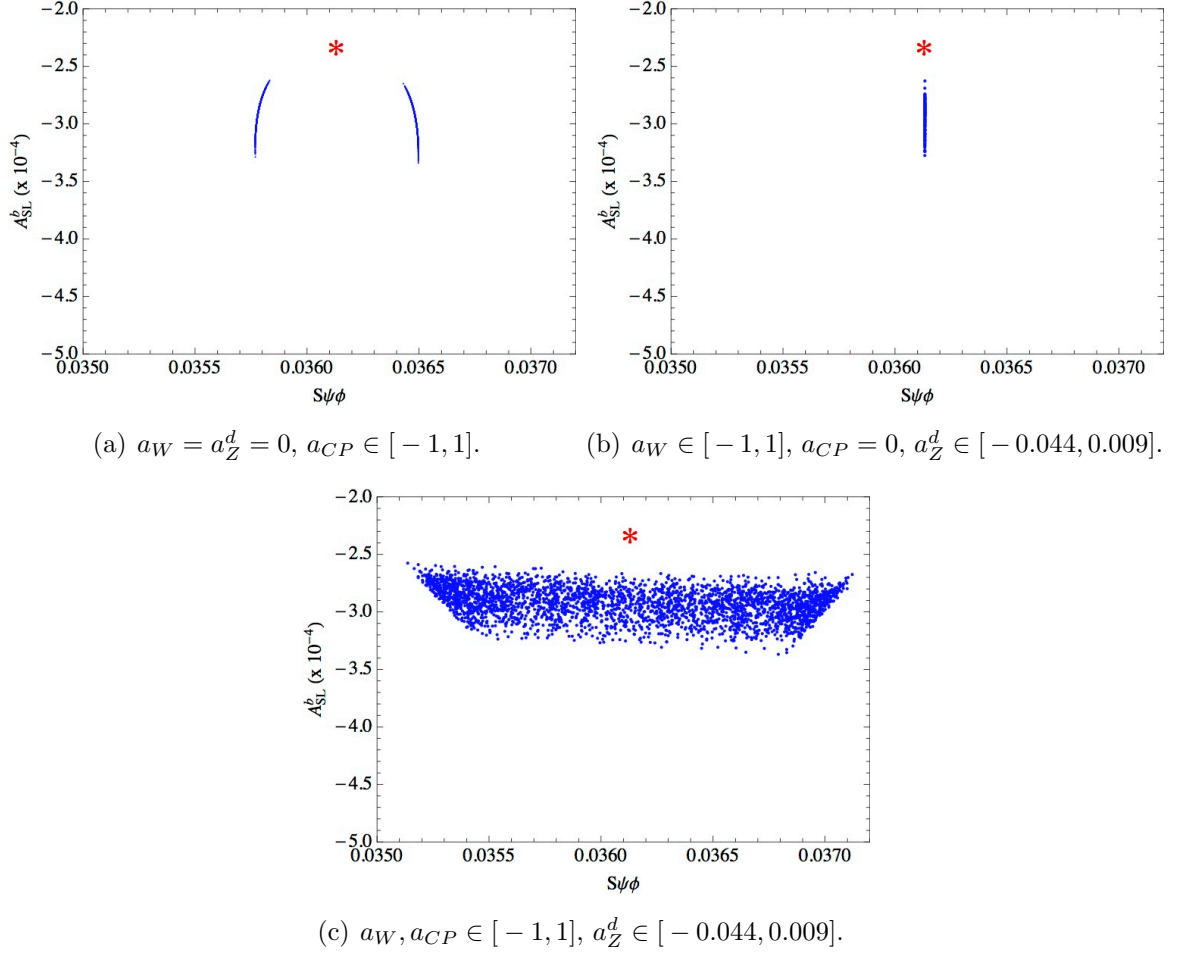 −2.0
−2.5
−3.0
−3.5
−4.0
−4.5
−5.0
A^b_SL (x 10^−4)
*
0.0350 0.0355 0.0360 0.0365 0.0370
Sψϕ
(a) a_W = a^d_Z = 0, a_CP ∈ [−1, 1].
−2.0
−2.5
−3.0
−3.5
−4.0
−4.5
−5.0
A^b_SL (x 10^−4)
*
0.0350 0.0355 0.0360 0.0365 0.0370
Sψϕ
(b) a_W ∈ [−1, 1], a_CP = 0, a^d_Z ∈ [−0.044, 0.009].
−2.0
−2.5
−3.0
−3.5
−4.0
−4.5
−5.0
A^b_SL (x 10^−4)
*
0.0350 0.0355 0.0360 0.0365 0.0370
Sψϕ
(c) a_W, a_CP ∈ [−1, 1], a^d_Z ∈ [−0.044, 0.009].